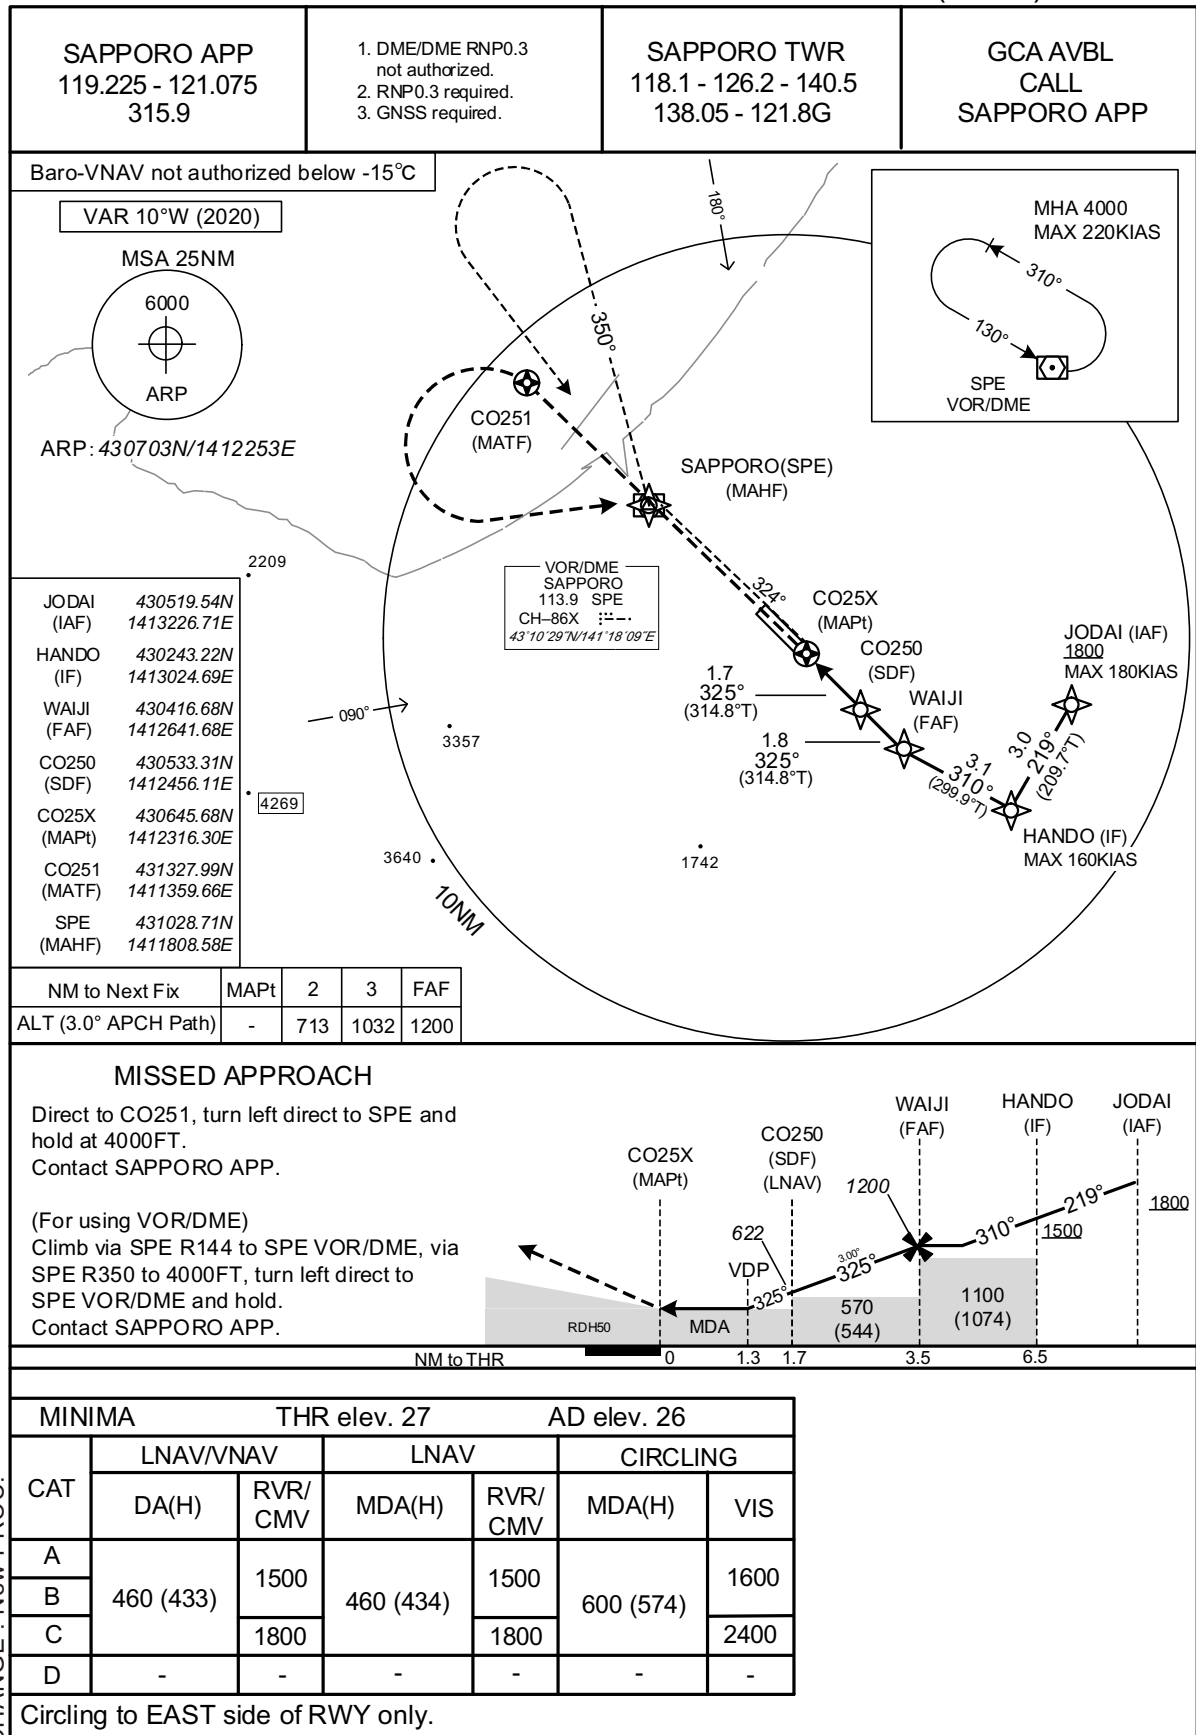 SAPPORO APP
119.225 - 121.075
315.9
1. DME/DME RNP0.3
not authorized.
2. RNP0.3 required.
3. GNSS required.
SAPPORO TWR
118.1 - 126.2 - 140.5
138.05 - 121.8G
GCA AVBL
CALL
SAPPORO APP
Baro-VNAV not authorized below -15°C
VAR 10°W (2020)
MSA 25NM
6000
ARP
ARP: 430703N/1412253E
180°
MHA 4000
MAX 220KIAS
310°
130°
SPE
VOR/DME
350°
CO251
(MATF)
SAPPORO(SPE)
(MAHF)
VOR/DME
SAPPORO
113.9 SPE
CH–86X
43°10'29"N/141°18'09"E
324°
CO25X
(MAPt)
CO250
(SDF)
WAIJI
(FAF)
JODAI (IAF)
1800
MAX 180KIAS
1.7
325°
(314.8°T)
1.8
325°
(314.8°T)
3.1
310°
(299.9°T)
3.0
219°
(209.7°T)
HANDO (IF)
MAX 160KIAS
090°
2209
3357
4269
3640
1742
10NM
JODAI 430519.54N
(IAF) 1413226.71E
HANDO 430243.22N
(IF) 1413024.69E
WAIJI 430416.68N
(FAF) 1412641.68E
CO250 430533.31N
(SDF) 1412456.11E
CO25X 430645.68N
(MAPt) 1412316.30E
CO251 431327.99N
(MATF) 1411359.66E
SPE 431028.71N
(MAHF) 1411808.58E
NM to Next Fix MAPt 2 3 FAF
ALT (3.0° APCH Path) - 713 1032 1200
MISSED APPROACH
Direct to CO251, turn left direct to SPE and
hold at 4000FT.
Contact SAPPORO APP.
(For using VOR/DME)
Climb via SPE R144 to SPE VOR/DME, via
SPE R350 to 4000FT, turn left direct to
SPE VOR/DME and hold.
Contact SAPPORO APP.
CO25X
(MAPt)
CO250
(SDF)
(LNAV)
WAIJI
(FAF)
HANDO
(IF)
JODAI
(IAF)
1200
622
VDP
325°
3.00°
325°
310°
219°
1800
1500
RDH50
MDA
570
(544)
1100
(1074)
NM to THR 0 1.3 1.7 3.5 6.5
MINIMA THR elev. 27 AD elev. 26
CAT LNAV/VNAV LNAV CIRCLING
DA(H) RVR/CMV MDA(H) RVR/CMV MDA(H) VIS
A
B
460 (433) 1500 460 (434) 1500 600 (574) 1600
C 1800 1800 2400
D - - - - - -
Circling to EAST side of RWY only.